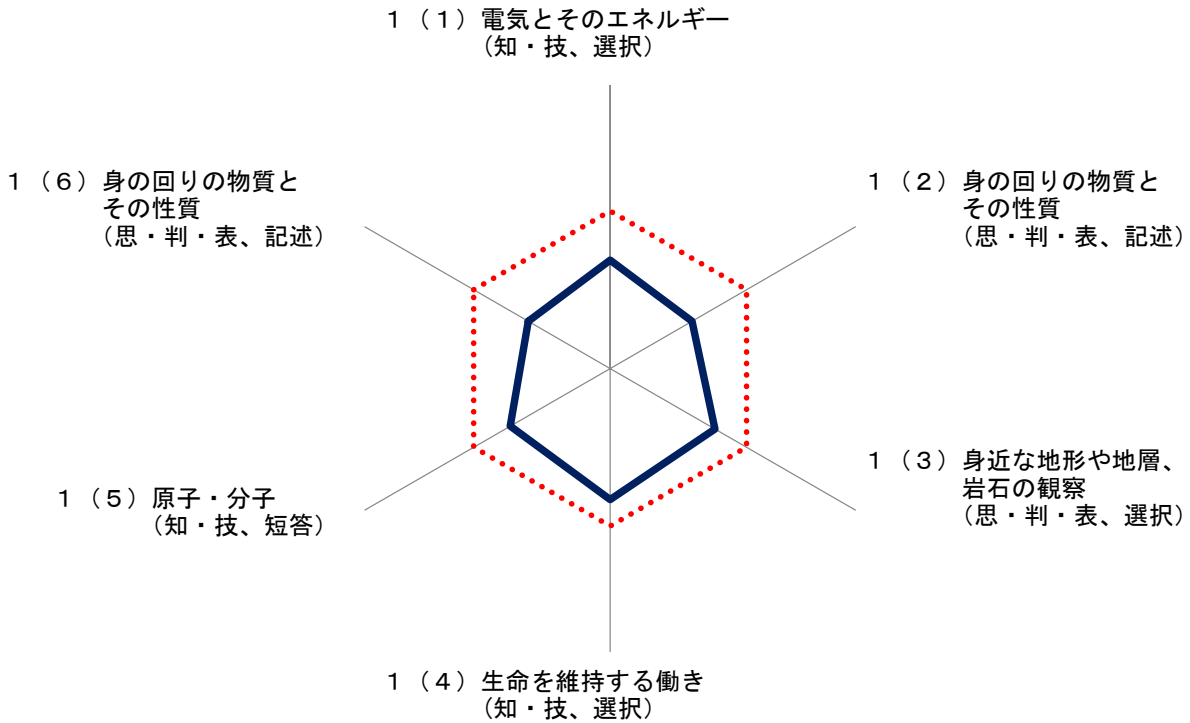 １（１）電気とそのエネルギー
（知・技、選択）
１（２）身の回りの物質と
その性質
（思・判・表、記述）
１（３）身近な地形や地層、
岩石の観察
（思・判・表、選択）
１（４）生命を維持する働き
（知・技、選択）
１（５）原子・分子
（知・技、短答）
１（６）身の回りの物質と
その性質
（思・判・表、記述）